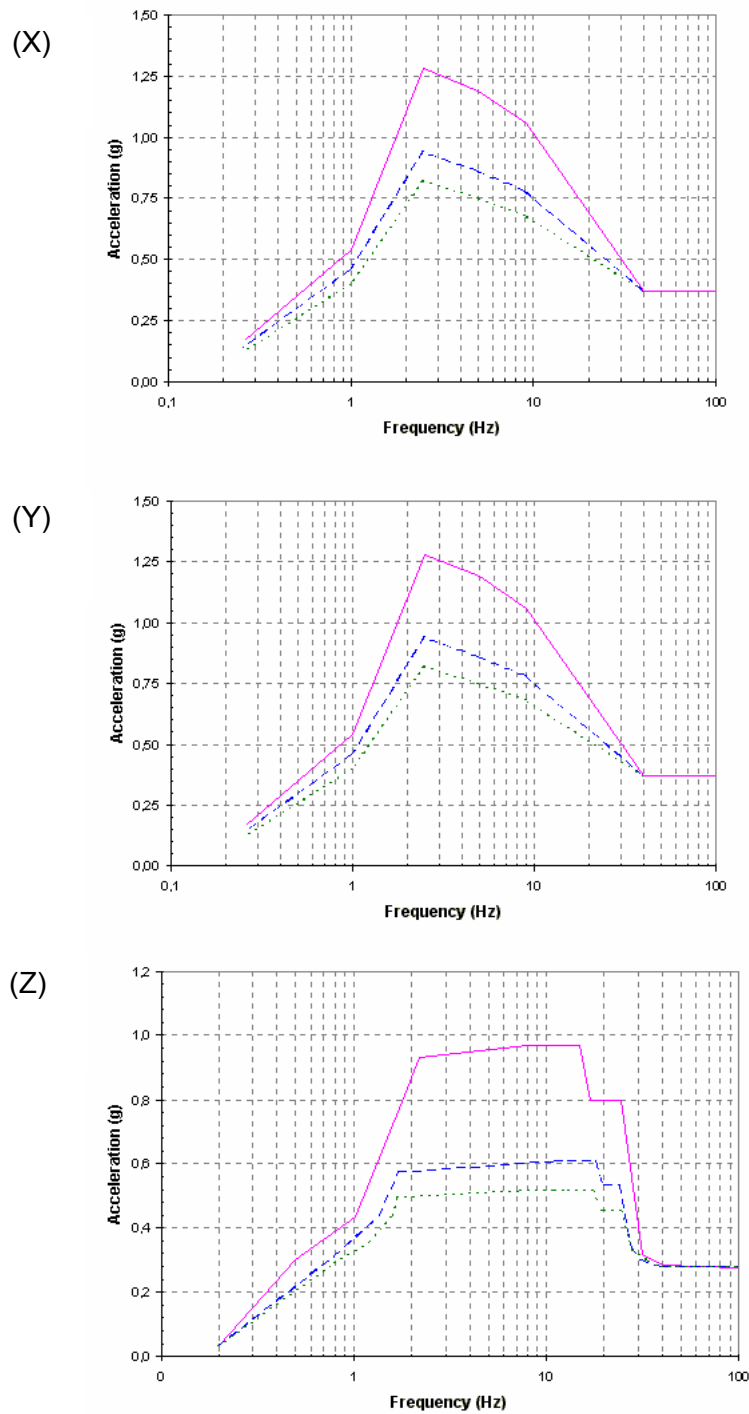 (X)
Acceleration (g)
1,50
1,25
1,00
0,75
0,50
0,25
0,00
0,1 1 10 100
Frequency (Hz)
(Y)
Acceleration (g)
1,50
1,25
1,00
0,75
0,50
0,25
0,00
0,1 1 10 100
Frequency (Hz)
(Z)
Acceleration (g)
1,2
1,0
0,8
0,6
0,4
0,2
0,0
0 1 10 100
Frequency (Hz)